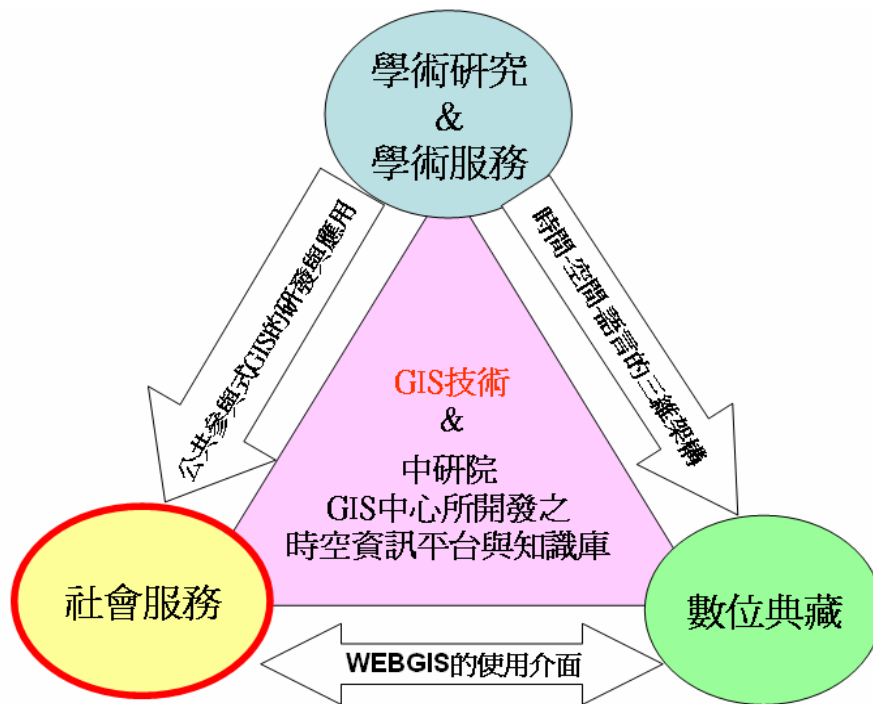 學術研究
&
學術服務
公共參與式GIS的研發與應用
時間-空間-語言的三維架構
GIS技術
&
中研院
GIS中心所開發之
時空資訊平台與知識庫
社會服務
數位典藏
WEBGIS的使用介面